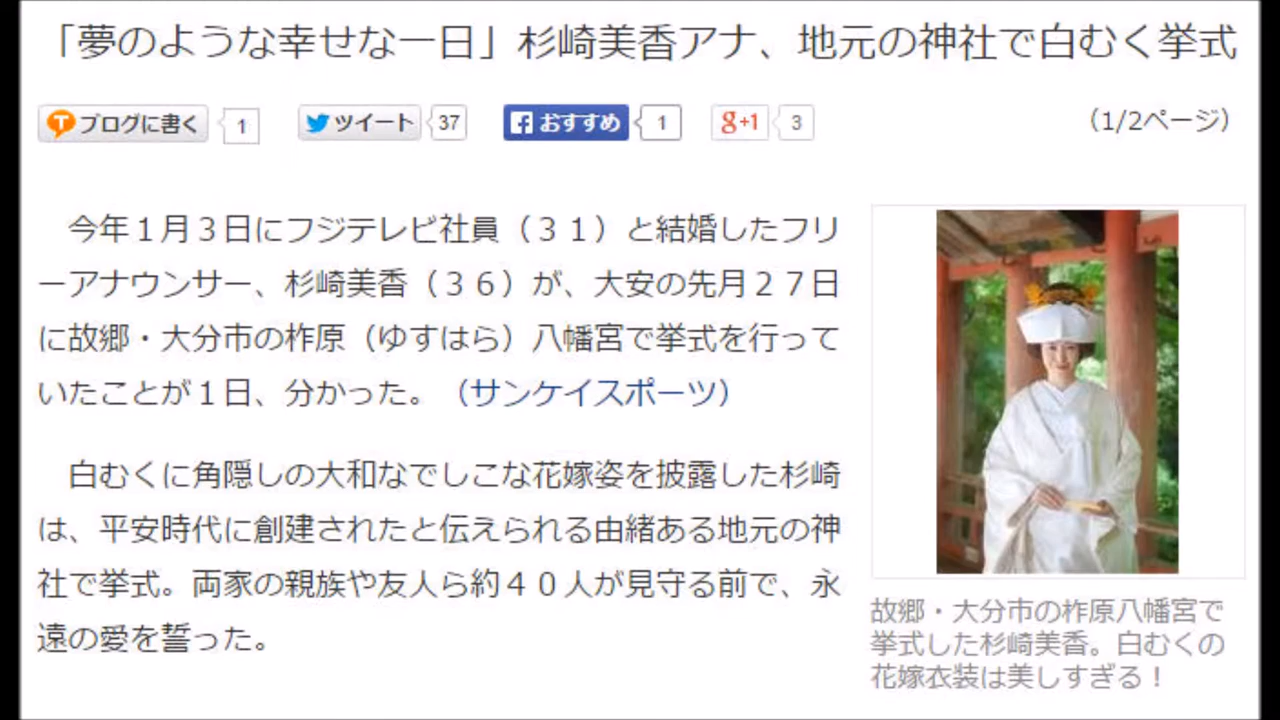 「夢のような幸せな一日」杉崎美香アナ、地元の神社で白むく挙式
ブログに書く 1 ツイート 37 おすすめ 1 g+1 3 （1/2ページ）
　今年１月３日にフジテレビ社員（３１）と結婚したフリ
ーアナウンサー、杉崎美香（３６）が、大安の先月２７日
に故郷・大分市の柞原（ゆすはら）八幡宮で挙式を行って
いたことが１日、分かった。（サンケイスポーツ）
　白むくに角隠しの大和なでしこな花嫁姿を披露した杉崎
は、平安時代に創建されたと伝えられる由緒ある地元の神
社で挙式。両家の親族や友人ら約４０人が見守る前で、永
遠の愛を誓った。
故郷・大分市の柞原八幡宮で
挙式した杉崎美香。白むくの
花嫁衣装は美しすぎる！